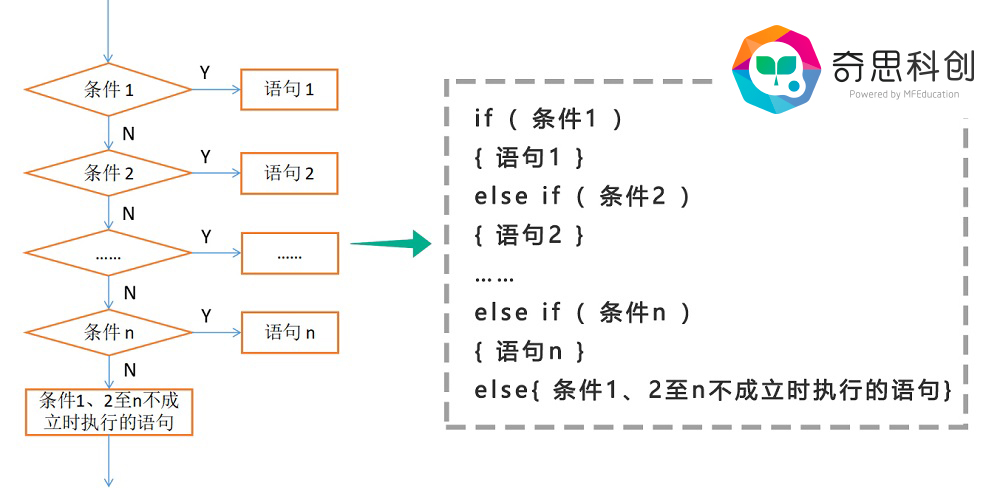 条件1
Y
语句1
N
条件2
Y
语句2
N
……
Y
……
N
条件n
Y
语句n
N
条件1、2至n不成
立时执行的语句
奇思科创
Powered by MFEducation
if ( 条件1 )
{ 语句1 }
else if ( 条件2 )
{ 语句2 }
……
else if ( 条件n )
{ 语句n }
else{ 条件1、2至n不成立时执行的语句}